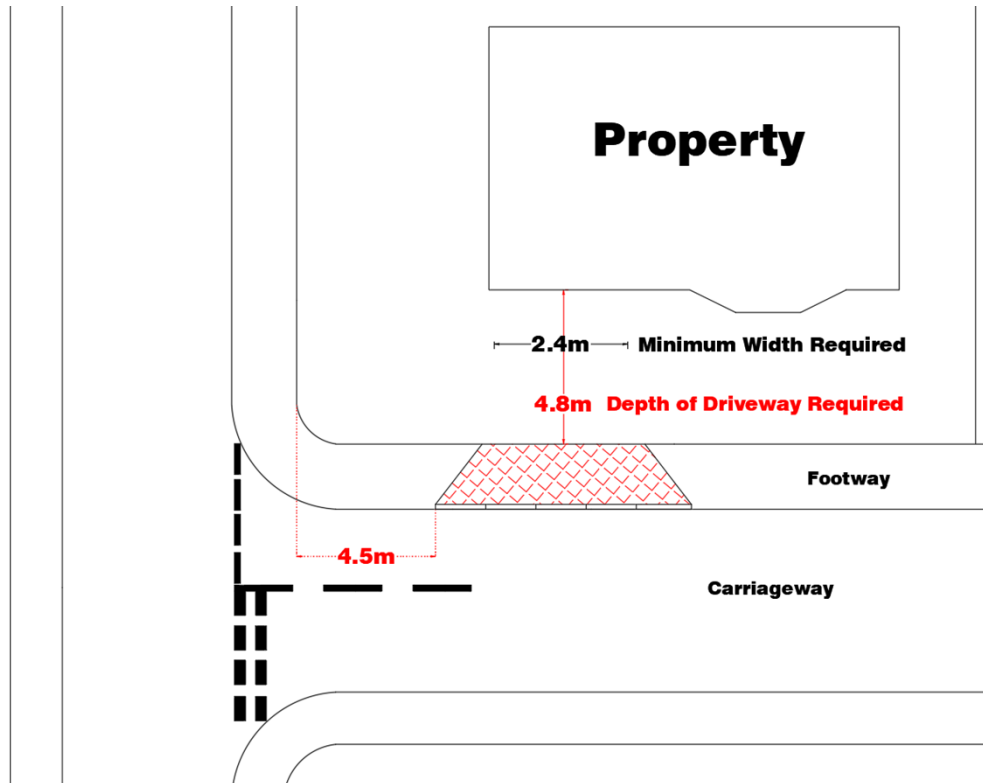 Property
2.4m Minimum Width Required
4.8m Depth of Driveway Required
Footway
4.5m
Carriageway